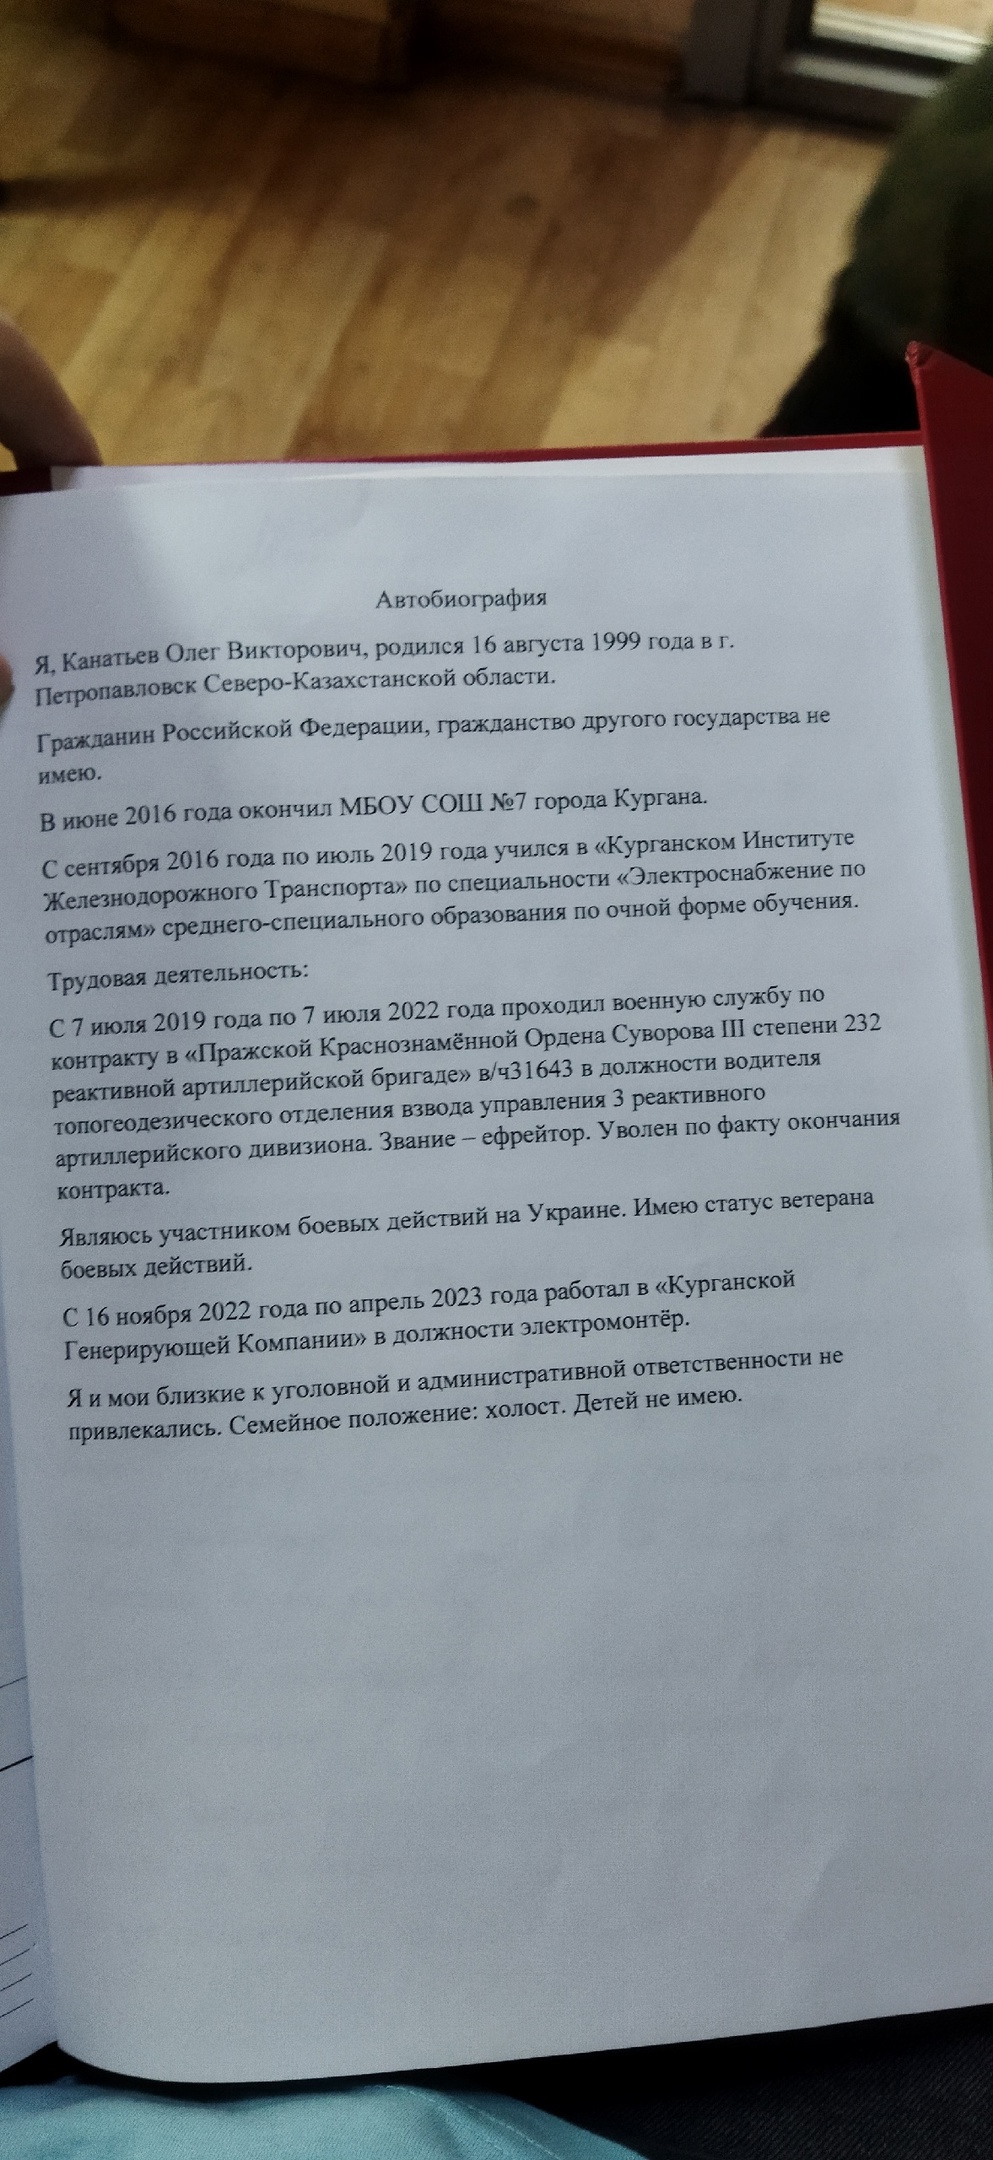 Автобиография
Я, Канатьев Олег Викторович, родился 16 августа 1999 года в г.
Петропавловск Северо-Казахстанской области.
Гражданин Российской Федерации, гражданство другого государства не
имею.
В июне 2016 года окончил МБОУ СОШ №7 города Кургана.
С сентября 2016 года по июль 2019 года учился в «Курганском Институте
Железнодорожного Транспорта» по специальности «Электроснабжение по
отраслям» среднего-специального образования по очной форме обучения.
Трудовая деятельность:
С 7 июля 2019 года по 7 июля 2022 года проходил военную службу по
контракту в «Пражской Краснознамённой Ордена Суворова III степени 232
реактивной артиллерийской бригаде» в/ч31643 в должности водителя
топогеодезического отделения взвода управления 3 реактивного
артиллерийского дивизиона. Звание – ефрейтор. Уволен по факту окончания
контракта.
Являюсь участником боевых действий на Украине. Имею статус ветерана
боевых действий.
С 16 ноября 2022 года по апрель 2023 года работал в «Курганской
Генерирующей Компании» в должности электромонтёр.
Я и мои близкие к уголовной и административной ответственности не
привлекались. Семейное положение: холост. Детей не имею.